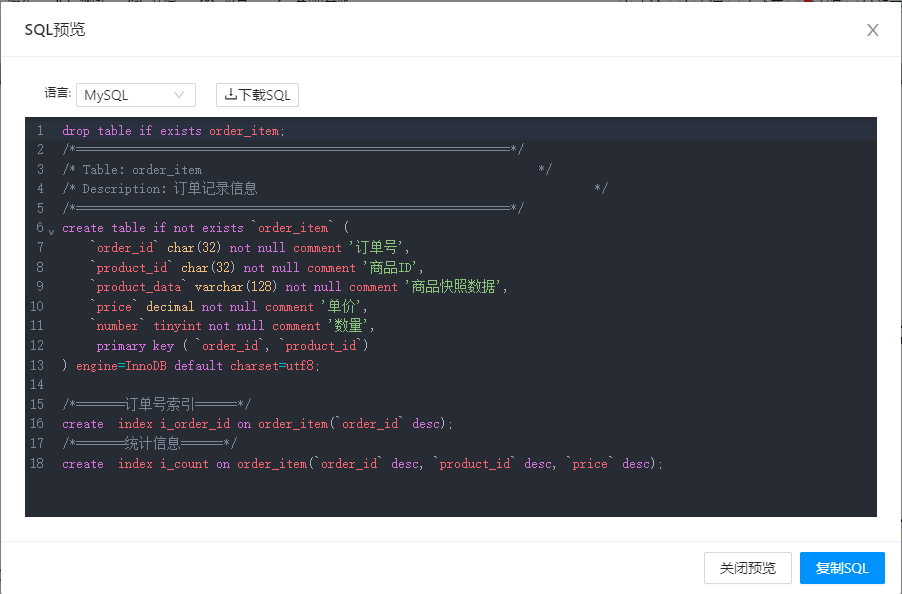 SQL预览
语言: MySQL 下载SQL
1 drop table if exists order_item;
2 /*==============================================================*/
3 /* Table: order_item */
4 /* Description: 订单记录信息 */
5 /*==============================================================*/
6 create table if not exists `order_item` (
7 `order_id` char(32) not null comment '订单号',
8 `product_id` char(32) not null comment '商品ID',
9 `product_data` varchar(128) not null comment '商品快照数据',
10 `price` decimal not null comment '单价',
11 `number` tinyint not null comment '数量',
12 primary key ( `order_id`, `product_id`)
13 ) engine=InnoDB default charset=utf8;
14
15 /*=======订单号索引======*/
16 create  index i_order_id on order_item(`order_id` desc);
17 /*=======统计信息======*/
18 create  index i_count on order_item(`order_id` desc, `product_id` desc, `price` desc);
关闭预览 复制SQL